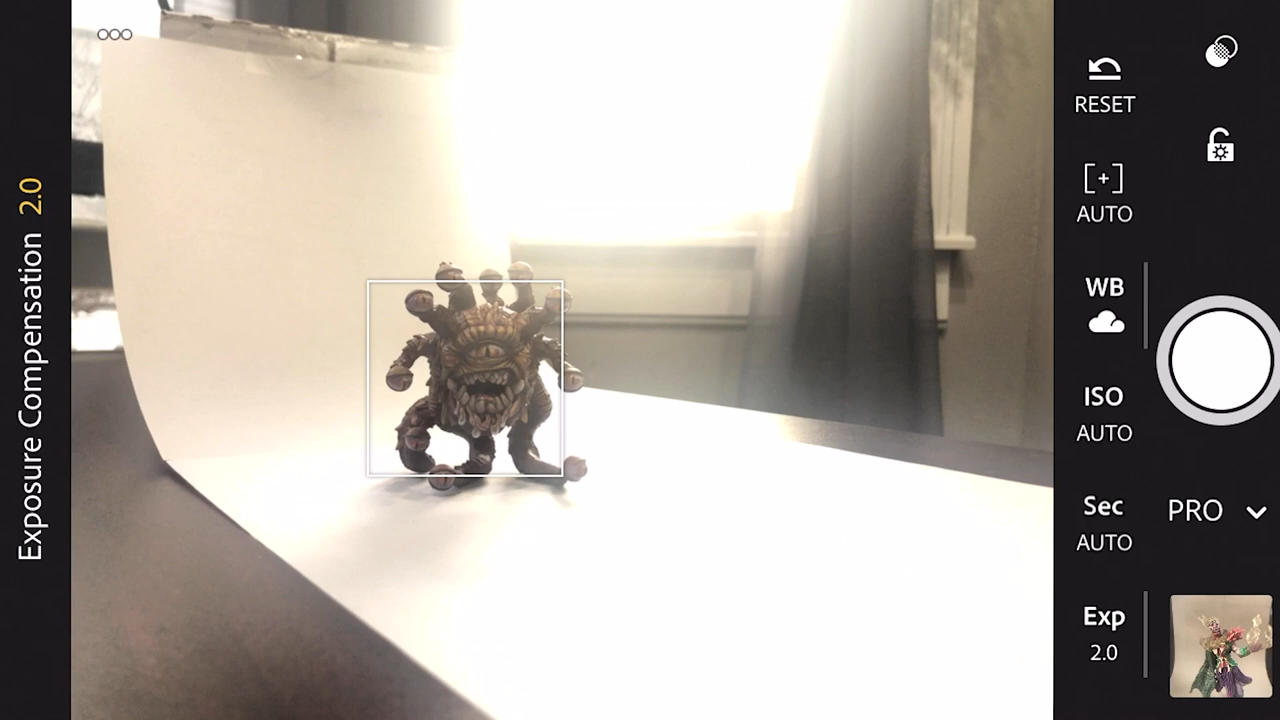 Exposure Compensation 2.0
RESET
AUTO
WB
ISO
AUTO
Sec
AUTO
PRO
Exp
2.0